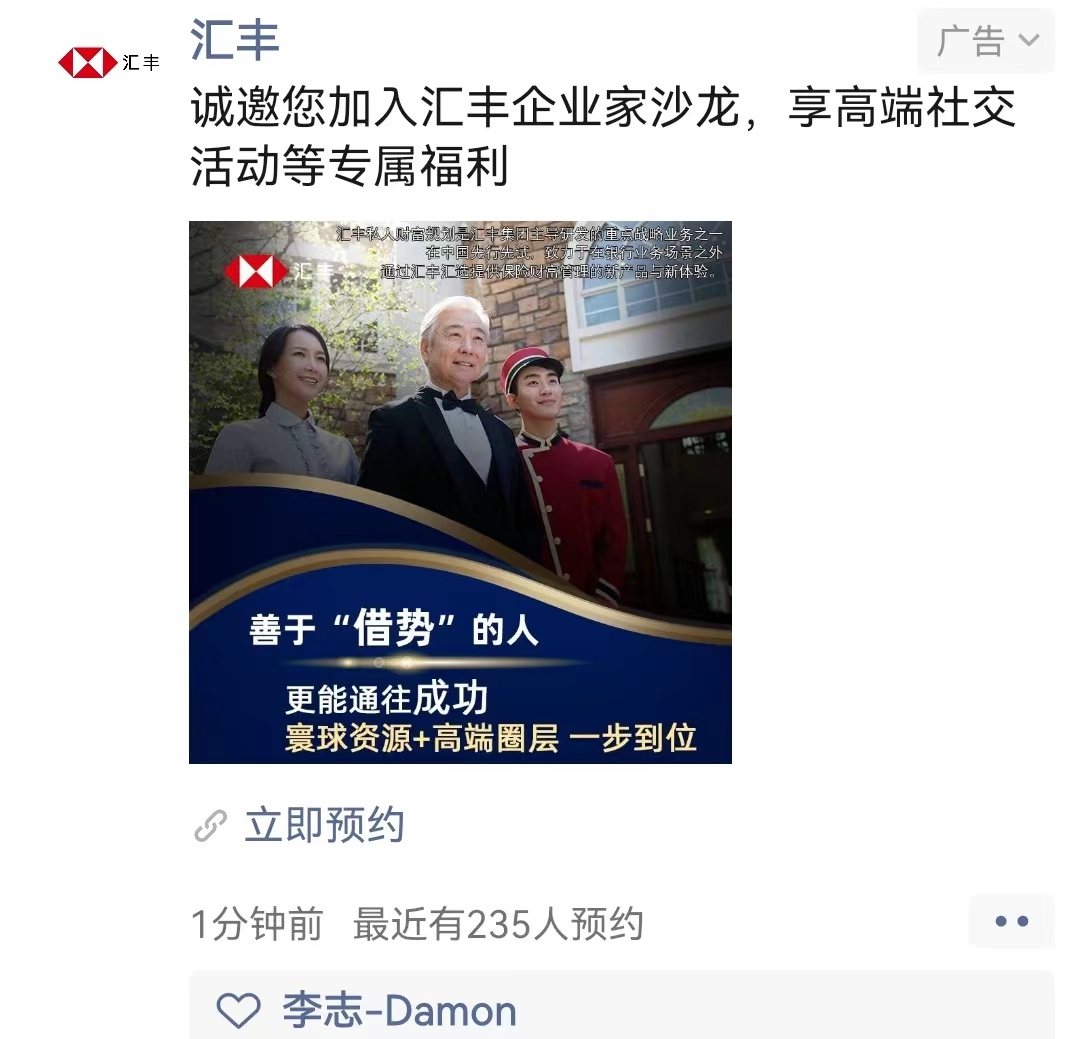 汇丰
汇丰
广告
诚邀您加入汇丰企业家沙龙，享高端社交
活动等专属福利
汇丰私人财富规划是汇丰集团主导研发的重点战略业务之一
在中国先行先试，致力于在银行业务场景之外
通过汇丰汇选提供保险财富管理的新产品与新体验。
汇丰
善于“借势”的人
更能通往成功
寰球资源+高端圈层 一步到位
立即预约
1分钟前 最近有235人预约
李志-Damon